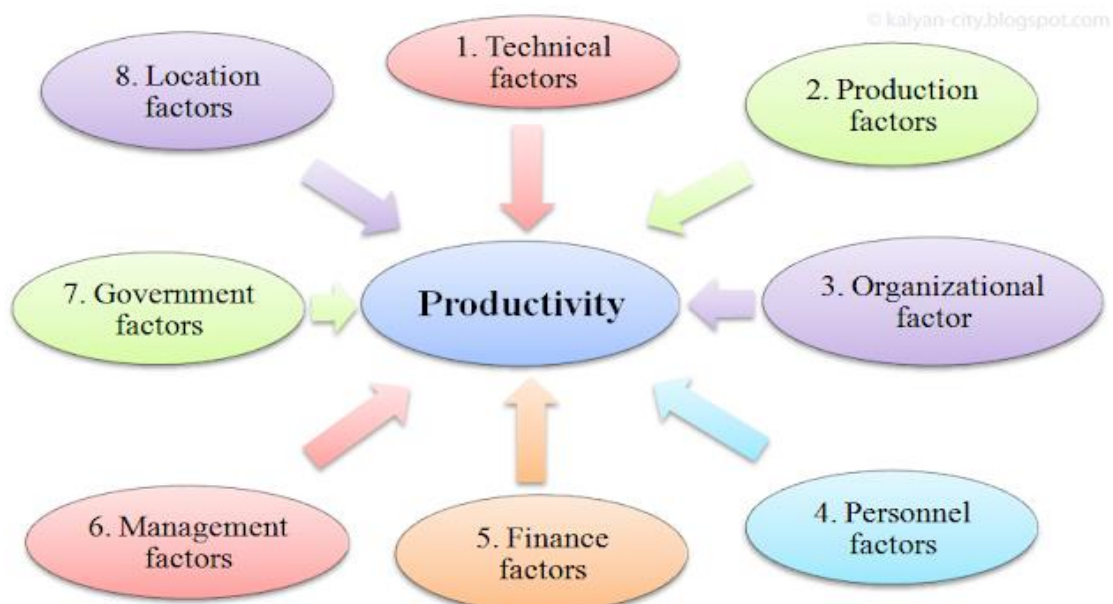 © kalyan-city.blogspot.com
1. Technical
factors
2. Production
factors
3. Organizational
factor
4. Personnel
factors
5. Finance
factors
6. Management
factors
7. Government
factors
8. Location
factors
Productivity